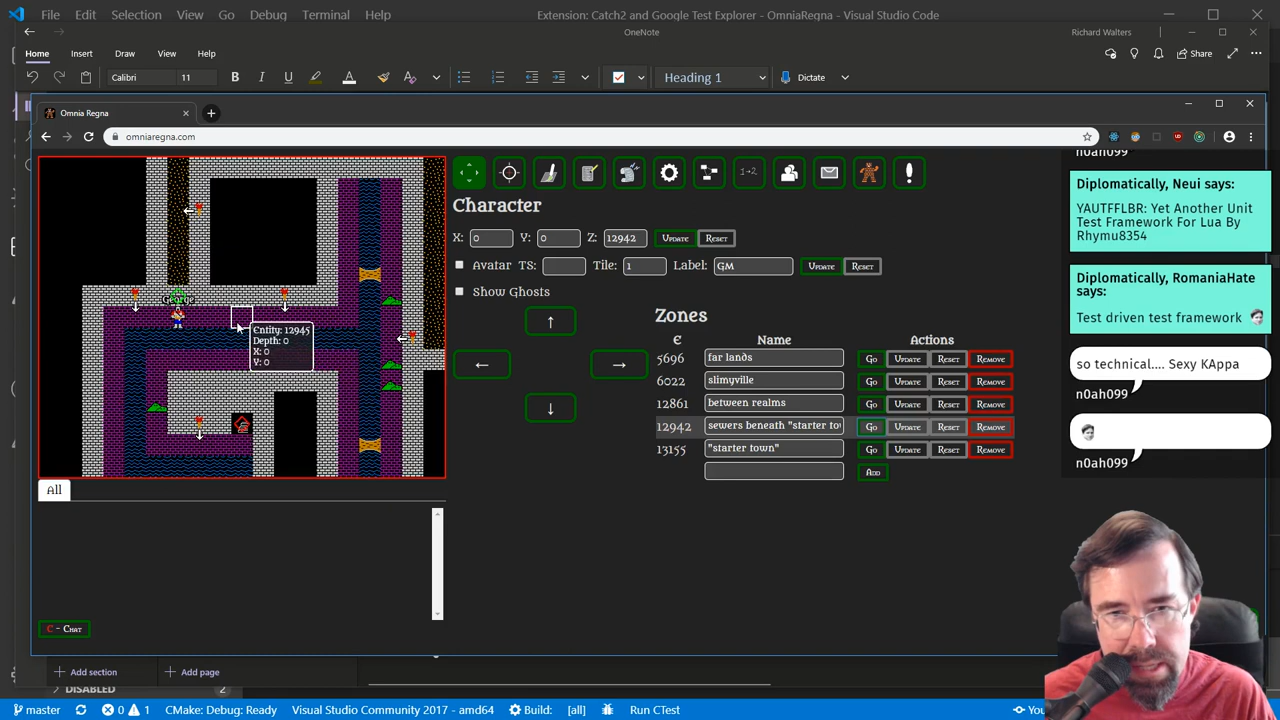 File Edit Selection View Go Debug Terminal Help
Extension: Catch2 and Google Test Explorer - OmniaRegna - Visual Studio Code
OneNote
Richard Walters
Home Insert Draw View Help
Share
Calibri 11 B I U A Heading 1 Dictate
Omnia Regna
omniaregna.com
George
Entity: 12945
Depth: 0
X: 0
Y: 0
All
C - Chat
Character
X: 0 Y: 0 Z: 12942 Update Reset
Avatar TS: Tile: 1 Label: GM Update Reset
Show Ghosts
Zones
E Name Actions
5696 far lands Go Update Reset Remove
6022 slimyville Go Update Reset Remove
12861 between realms Go Update Reset Remove
12942 sewers beneath "starter to Go Update Reset Remove
13155 "starter town" Go Update Reset Remove
Add
n0ah099
Diplomatically, Neui says:
YAUTFFLBR: Yet Another Unit
Test Framework For Lua By
Rhymu8354
Diplomatically, RomaniaHate
says:
Test driven test framework
so technical.... Sexy KAppa
n0ah099
n0ah099
Add section Add page
DISABLED 2
master 0 1 CMake: Debug: Ready Visual Studio Community 2017 - amd64 Build: [all] Run CTest
You